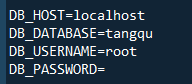 DB_HOST=localhost
DB_DATABASE=tangqu
DB_USERNAME=root
DB_PASSWORD=